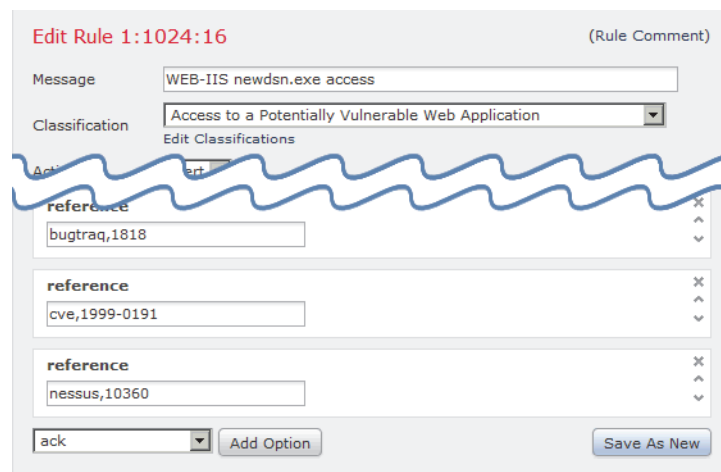 Edit Rule 1:1024:16 (Rule Comment)
Message WEB-IIS newdsn.exe access
Classification Access to a Potentially Vulnerable Web Application
Edit Classifications
reference
bugtraq,1818
reference
cve,1999-0191
reference
nessus,10360
ack Add Option Save As New